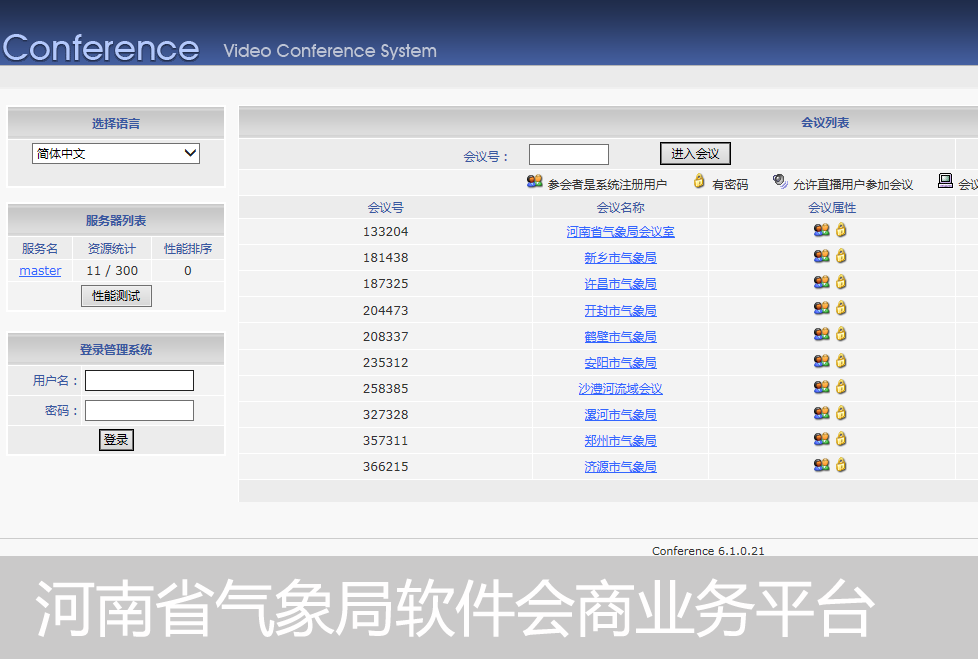 Conference Video Conference System
选择语言
简体中文
服务器列表
服务名 资源统计 性能排序
master 11 / 300 0
性能测试
登录管理系统
用户名：
密码：
登录
会议列表
会议号： 进入会议
参会者是系统注册用户 有密码 允许直播用户参加会议 会议
会议号 会议名称 会议属性
133204 河南省气象局会议室
181438 新乡市气象局
187325 许昌市气象局
204473 开封市气象局
208337 鹤壁市气象局
235312 安阳市气象局
258385 沙澧河流域会议
327328 漯河市气象局
357311 郑州市气象局
366215 济源市气象局
Conference 6.1.0.21
河南省气象局软件会商业务平台